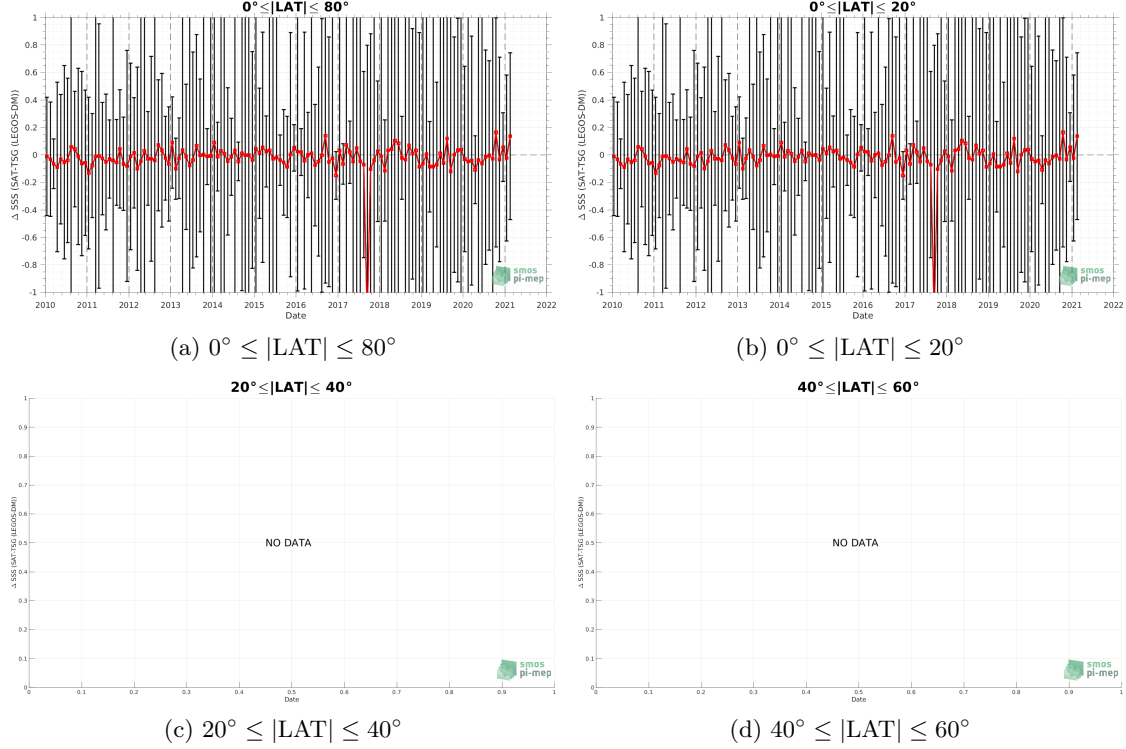 0°≤|LAT|≤ 80°
Δ SSS (SAT-TSG (LEGOS-DM))
1
0.8
0.6
0.4
0.2
0
-0.2
-0.4
-0.6
-0.8
-1
2010 2011 2012 2013 2014 2015 2016 2017 2018 2019 2020 2021 2022
Date
smos
pi-mep
(a) 0° ≤ |LAT| ≤ 80°
0°≤|LAT|≤ 20°
Δ SSS (SAT-TSG (LEGOS-DM))
1
0.8
0.6
0.4
0.2
0
-0.2
-0.4
-0.6
-0.8
-1
2010 2011 2012 2013 2014 2015 2016 2017 2018 2019 2020 2021 2022
Date
smos
pi-mep
(b) 0° ≤ |LAT| ≤ 20°
20°≤|LAT|≤ 40°
Δ SSS (SAT-TSG (LEGOS-DM))
1
0.9
0.8
0.7
0.6
0.5
0.4
0.3
0.2
0.1
0
NO DATA
0 0.1 0.2 0.3 0.4 0.5 0.6 0.7 0.8 0.9 1
Date
smos
pi-mep
(c) 20° ≤ |LAT| ≤ 40°
40°≤|LAT|≤ 60°
Δ SSS (SAT-TSG (LEGOS-DM))
1
0.9
0.8
0.7
0.6
0.5
0.4
0.3
0.2
0.1
0
NO DATA
0 0.1 0.2 0.3 0.4 0.5 0.6 0.7 0.8 0.9 1
Date
smos
pi-mep
(d) 40° ≤ |LAT| ≤ 60°